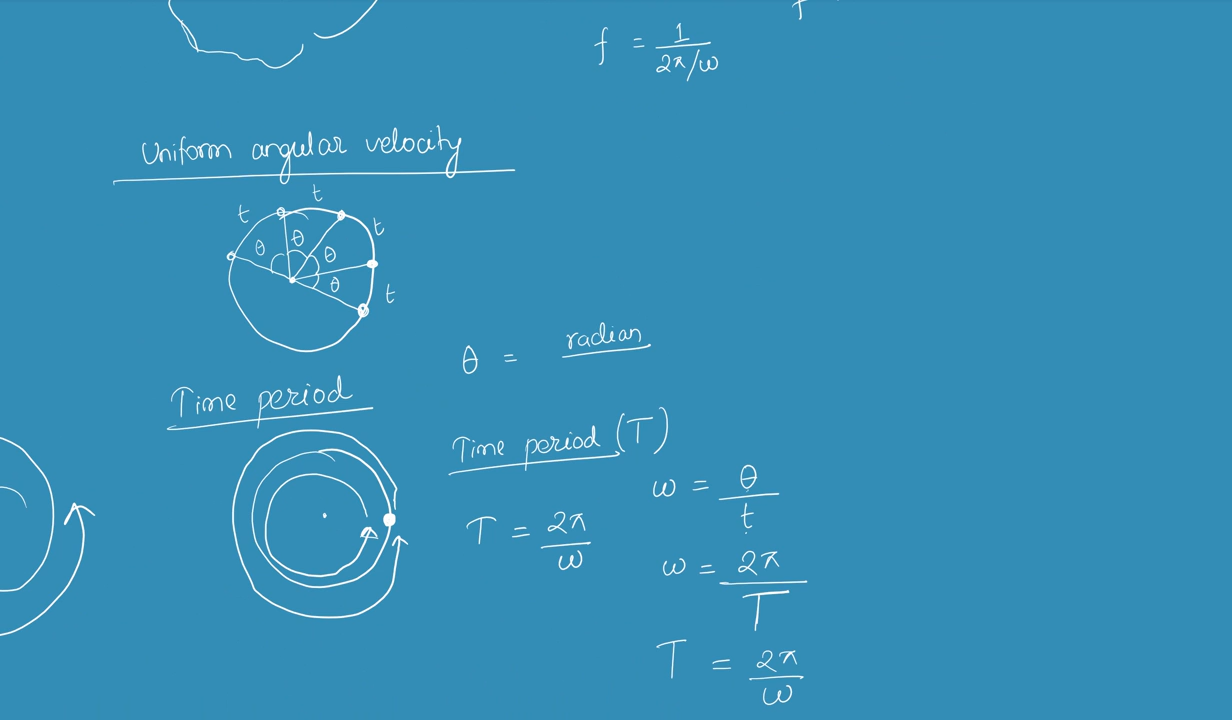 f = 1 / 2π/ω
Uniform angular velocity
t
t
t
t
θ
θ
θ
θ
θ = radian
Time period
Time period (T)
ω = θ / t
T = 2π / ω
ω = 2π / T
T = 2π / ω